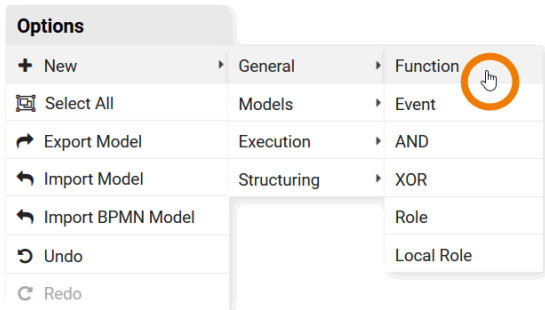 Options
New
General
Function
Select All
Models
Event
Export Model
Execution
AND
Import Model
Structuring
XOR
Import BPMN Model
Role
Undo
Local Role
Redo